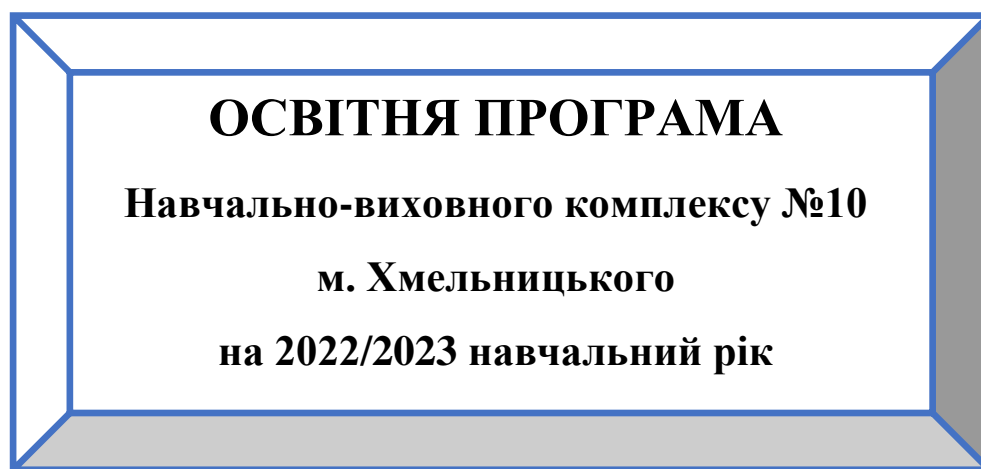 ОСВІТНЯ ПРОГРАМА
Навчально-виховного комплексу №10
м. Хмельницького
на 2022/2023 навчальний рік